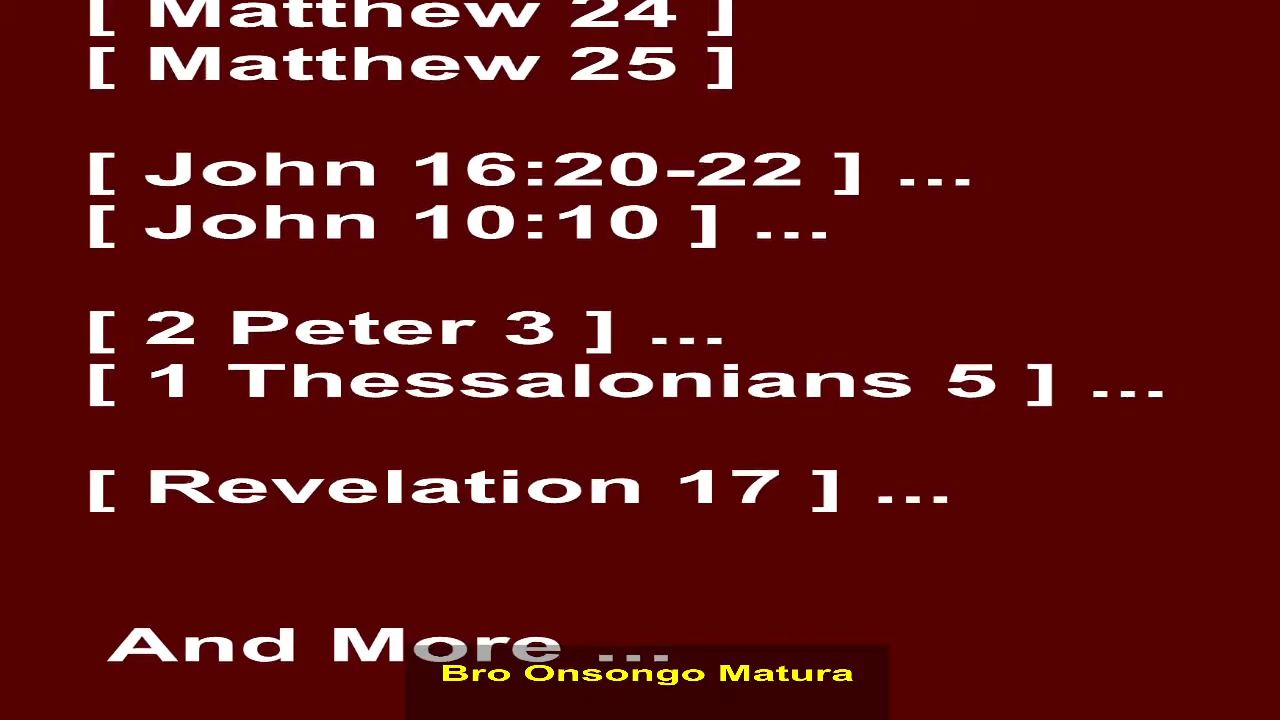 [ Matthew 24 ]
[ Matthew 25 ]
[ John 16:20-22 ] ...
[ John 10:10 ] ...
[ 2 Peter 3 ] ...
[ 1 Thessalonians 5 ] ...
[ Revelation 17 ] ...
And More ...
Bro Onsongo Matura